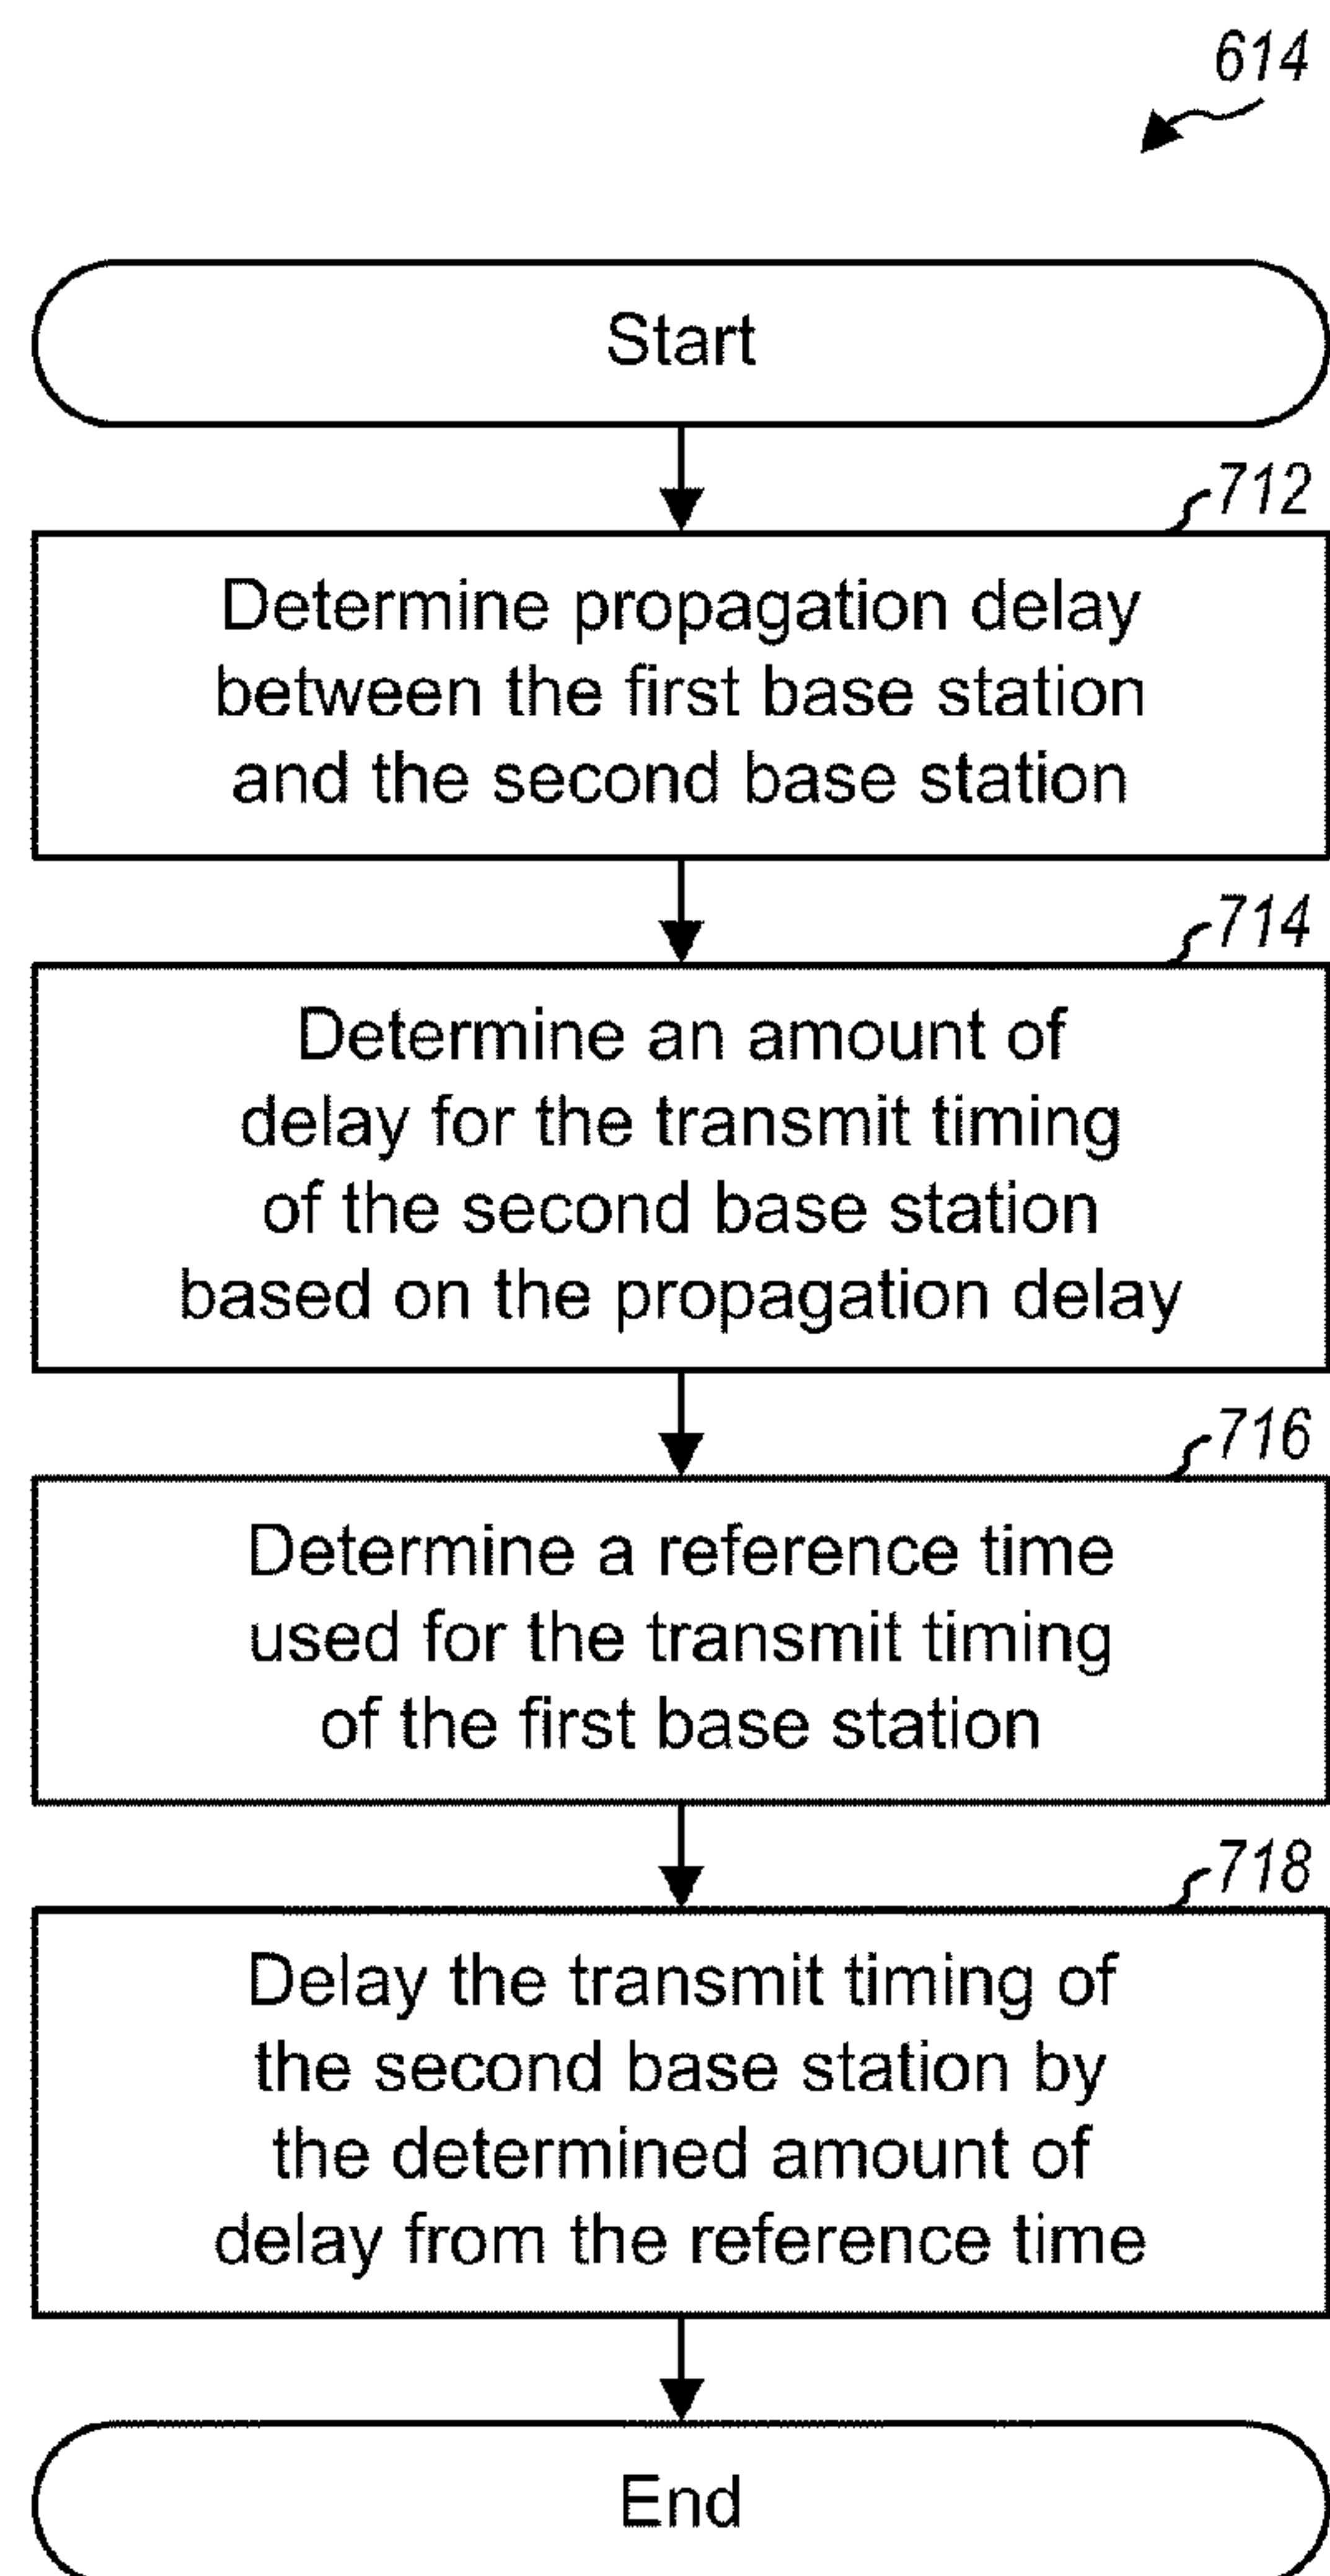 614
Start
712
Determine propagation delay
between the first base station
and the second base station
714
Determine an amount of
delay for the transmit timing
of the second base station
based on the propagation delay
716
Determine a reference time
used for the transmit timing
of the first base station
718
Delay the transmit timing of
the second base station by
the determined amount of
delay from the reference time
End